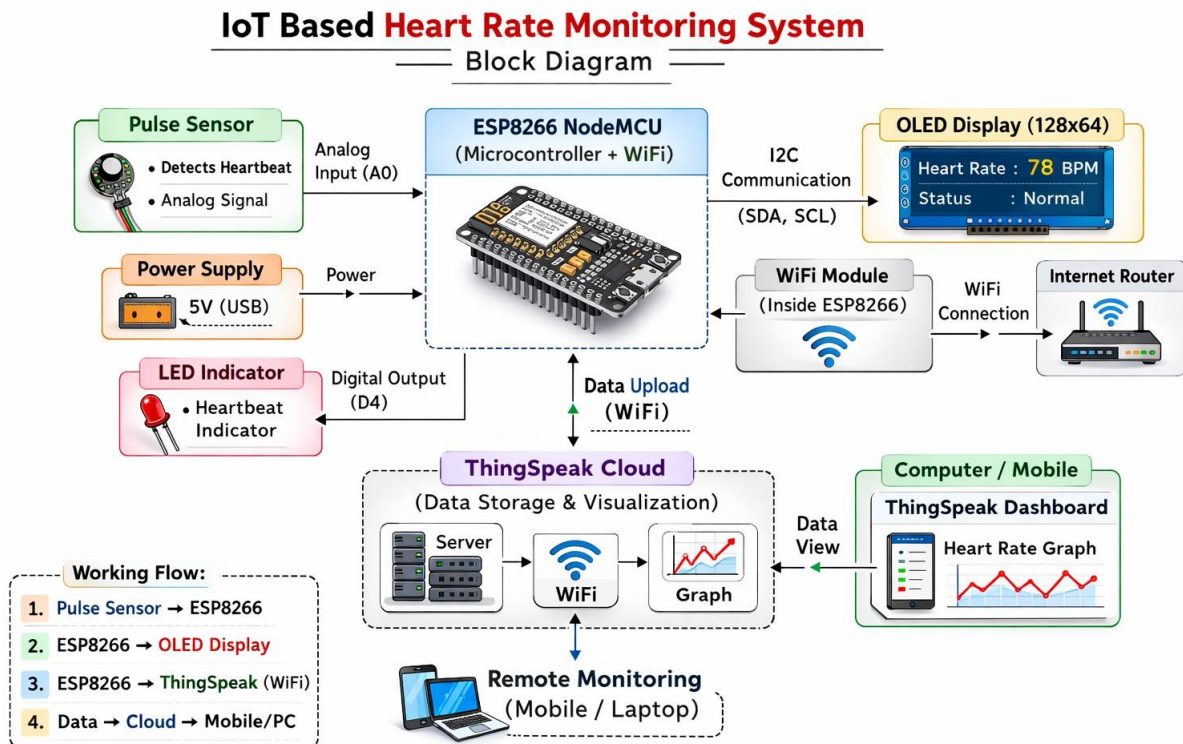 IoT Based Heart Rate Monitoring System
Block Diagram
Pulse Sensor
• Detects Heartbeat
• Analog Signal
Analog
Input (A0)
ESP8266 NodeMCU
(Microcontroller + WiFi)
I2C
Communication
(SDA, SCL)
OLED Display (128x64)
Heart Rate : 78 BPM
Status : Normal
Power Supply
5V (USB)
Power
WiFi Module
(Inside ESP8266)
WiFi
Connection
Internet Router
LED Indicator
• Heartbeat
Indicator
Digital Output
(D4)
Data Upload
(WiFi)
ThingSpeak Cloud
(Data Storage & Visualization)
Server
WiFi
Graph
Data
View
Computer / Mobile
ThingSpeak Dashboard
Heart Rate Graph
Working Flow:
1. Pulse Sensor → ESP8266
2. ESP8266 → OLED Display
3. ESP8266 → ThingSpeak (WiFi)
4. Data → Cloud → Mobile/PC
Remote Monitoring
(Mobile / Laptop)